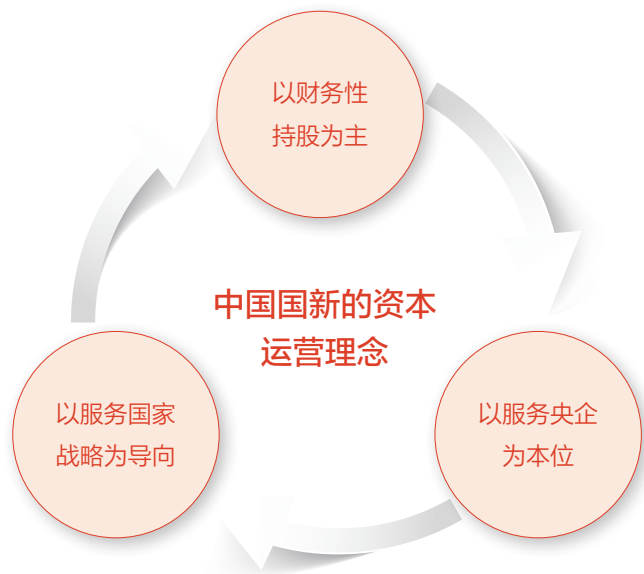 以财务性
持股为主
中国国新的资本
运营理念
以服务国家
战略为导向
以服务央企
为本位